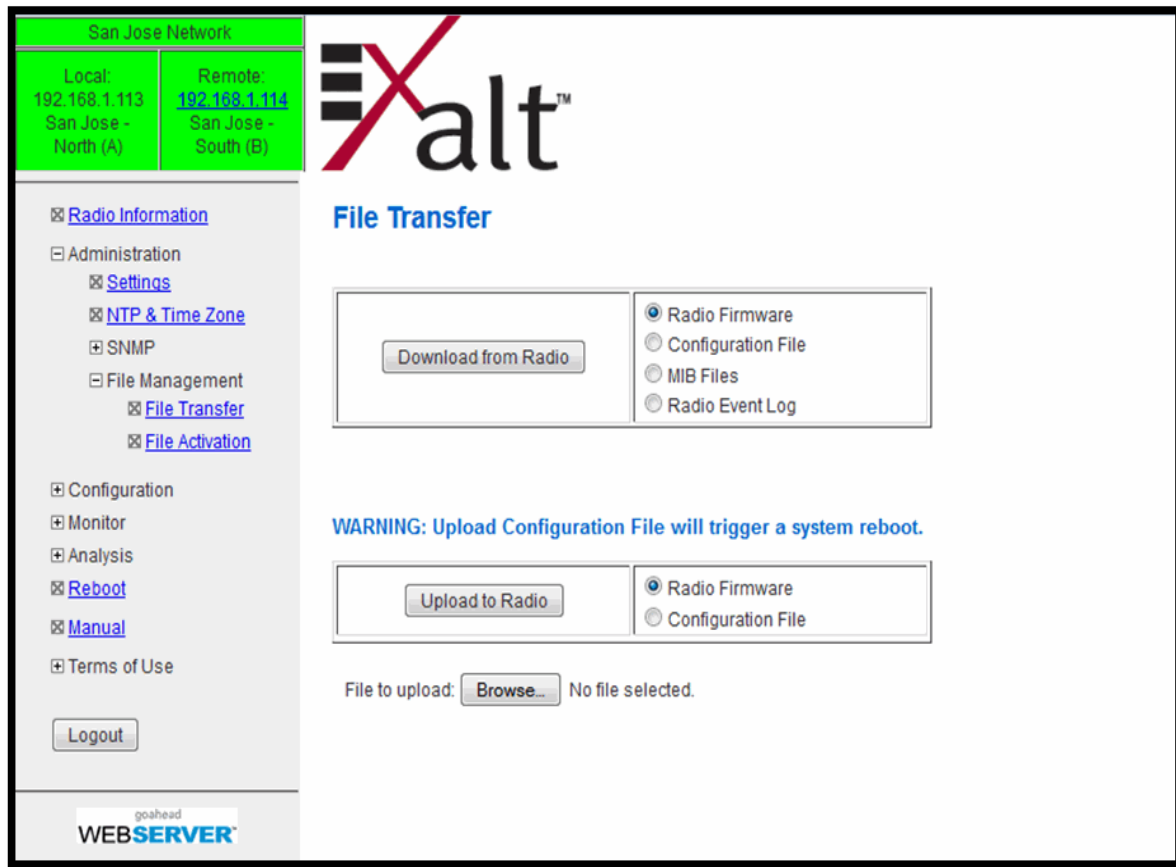 San Jose Network
Local:
192.168.1.113
San Jose -
North (A)
Remote:
192.168.1.114
San Jose -
South (B)
EXalt™
Radio Information
Administration
Settings
NTP & Time Zone
SNMP
File Management
File Transfer
File Activation
Configuration
Monitor
Analysis
Reboot
Manual
Terms of Use
Logout
goahead
WEBSERVER
File Transfer
Download from Radio
Radio Firmware
Configuration File
MIB Files
Radio Event Log
WARNING: Upload Configuration File will trigger a system reboot.
Upload to Radio
Radio Firmware
Configuration File
File to upload: Browse... No file selected.